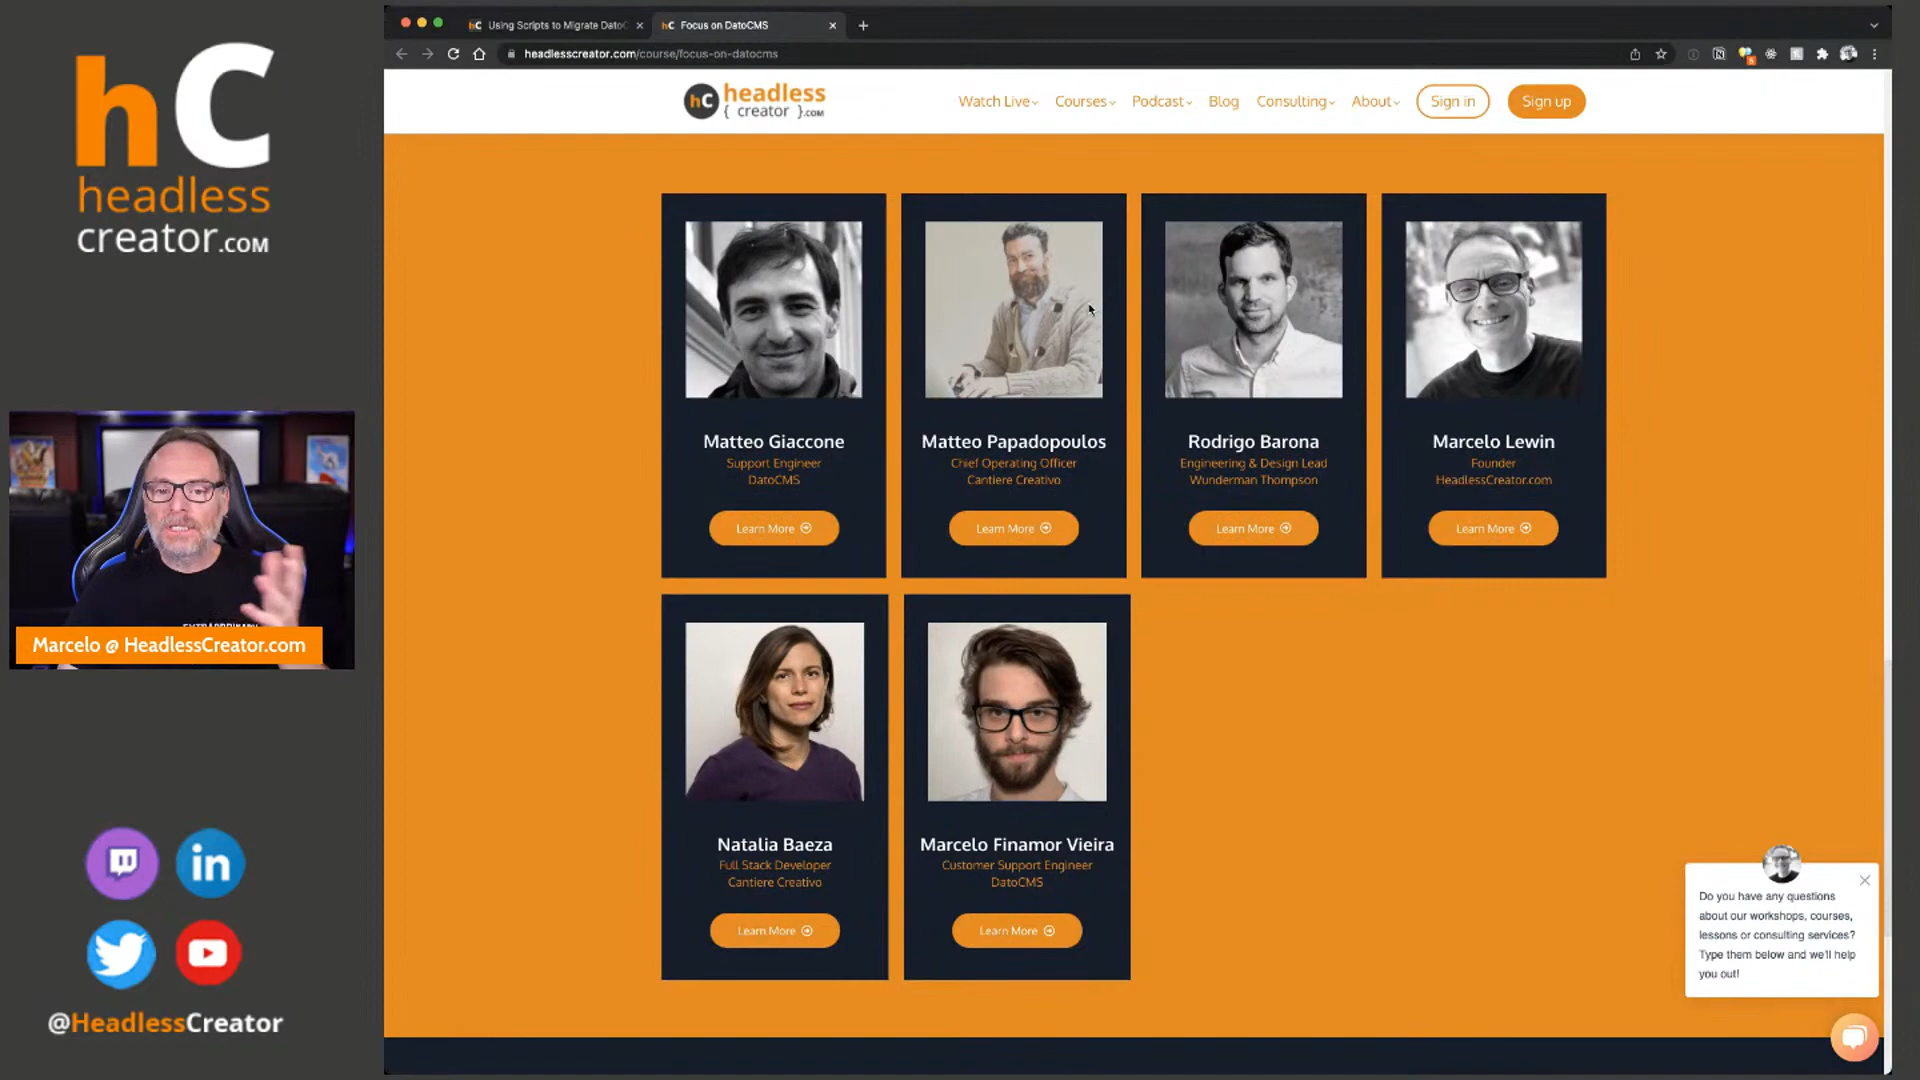 hC
headless
creator.COM
Marcelo @ HeadlessCreator.com
in
@HeadlessCreator
hC Using Scripts to Migrate DatoC
hC Focus on DatoCMS
headlesscreator.com/course/focus-on-datocms
hC headless
{ creator }.COM
Watch Live
Courses
Podcast
Blog
Consulting
About
Sign in
Sign up
Matteo Giaccone
Support Engineer
DatoCMS
Learn More
Matteo Papadopoulos
Chief Operating Officer
Cantiere Creativo
Learn More
Rodrigo Barona
Engineering & Design Lead
Wunderman Thompson
Learn More
Marcelo Lewin
Founder
HeadlessCreator.com
Learn More
Natalia Baeza
Full Stack Developer
Cantiere Creativo
Learn More
Marcelo Finamor Vieira
Customer Support Engineer
DatoCMS
Learn More
Do you have any questions
about our workshops, courses,
lessons or consulting services?
Type them below and we'll help
you out!